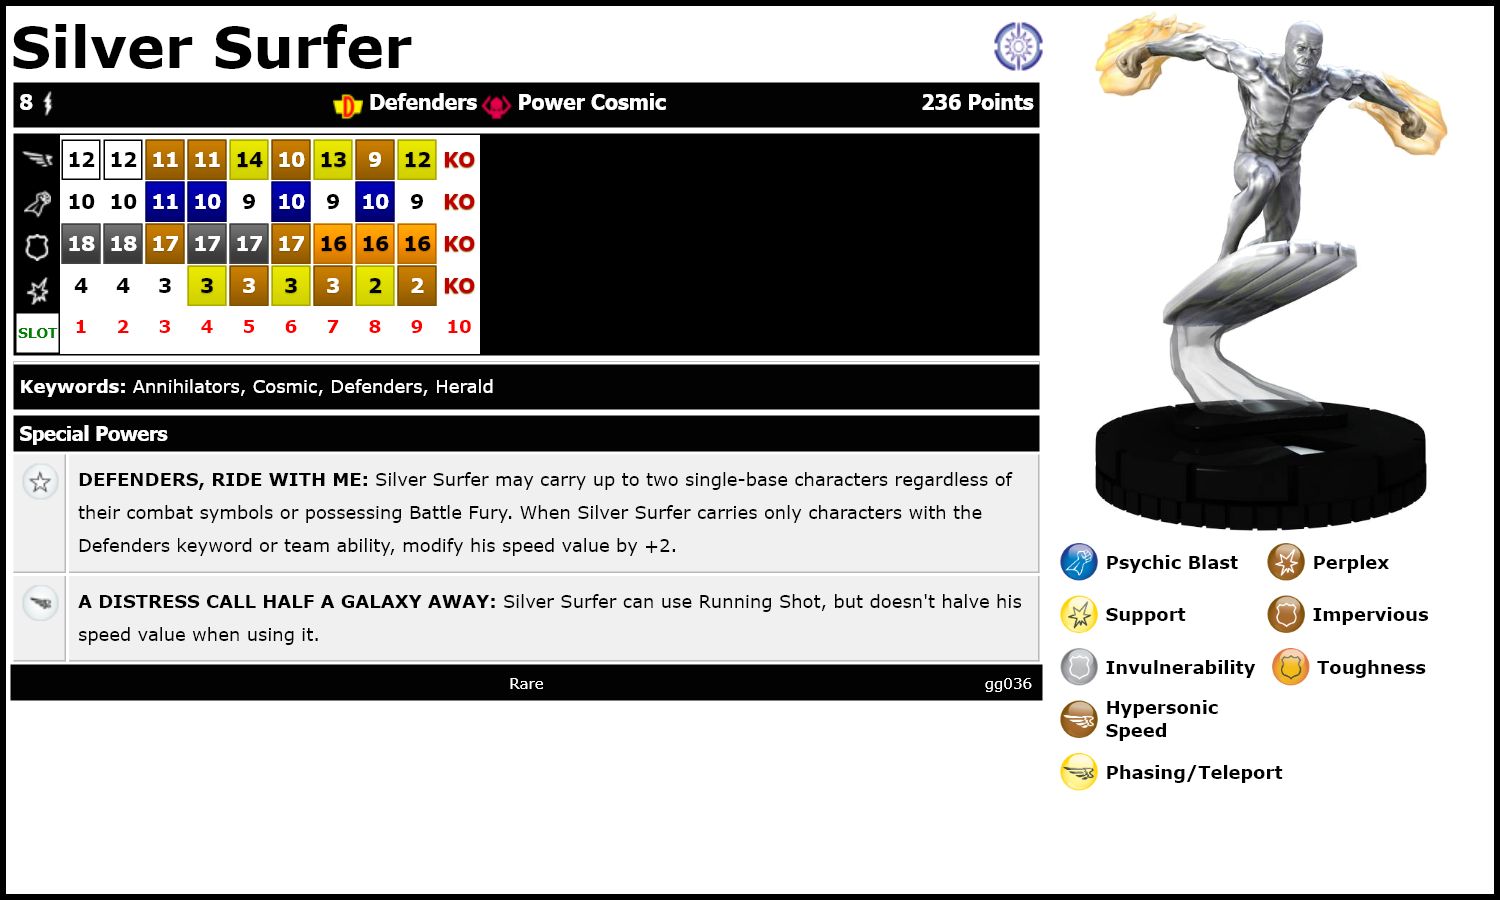 Silver Surfer
8 Defenders Power Cosmic 236 Points
12 12 11 11 14 10 13 9 12 KO
10 10 11 10 9 10 9 10 9 KO
18 18 17 17 17 17 16 16 16 KO
4 4 3 3 3 3 3 2 2 KO
SLOT 1 2 3 4 5 6 7 8 9 10
Keywords: Annihilators, Cosmic, Defenders, Herald
Special Powers
DEFENDERS, RIDE WITH ME: Silver Surfer may carry up to two single-base characters regardless of
their combat symbols or possessing Battle Fury. When Silver Surfer carries only characters with the
Defenders keyword or team ability, modify his speed value by +2.
A DISTRESS CALL HALF A GALAXY AWAY: Silver Surfer can use Running Shot, but doesn't halve his
speed value when using it.
Rare gg036
Psychic Blast Perplex
Support Impervious
Invulnerability Toughness
Hypersonic
Speed
Phasing/Teleport